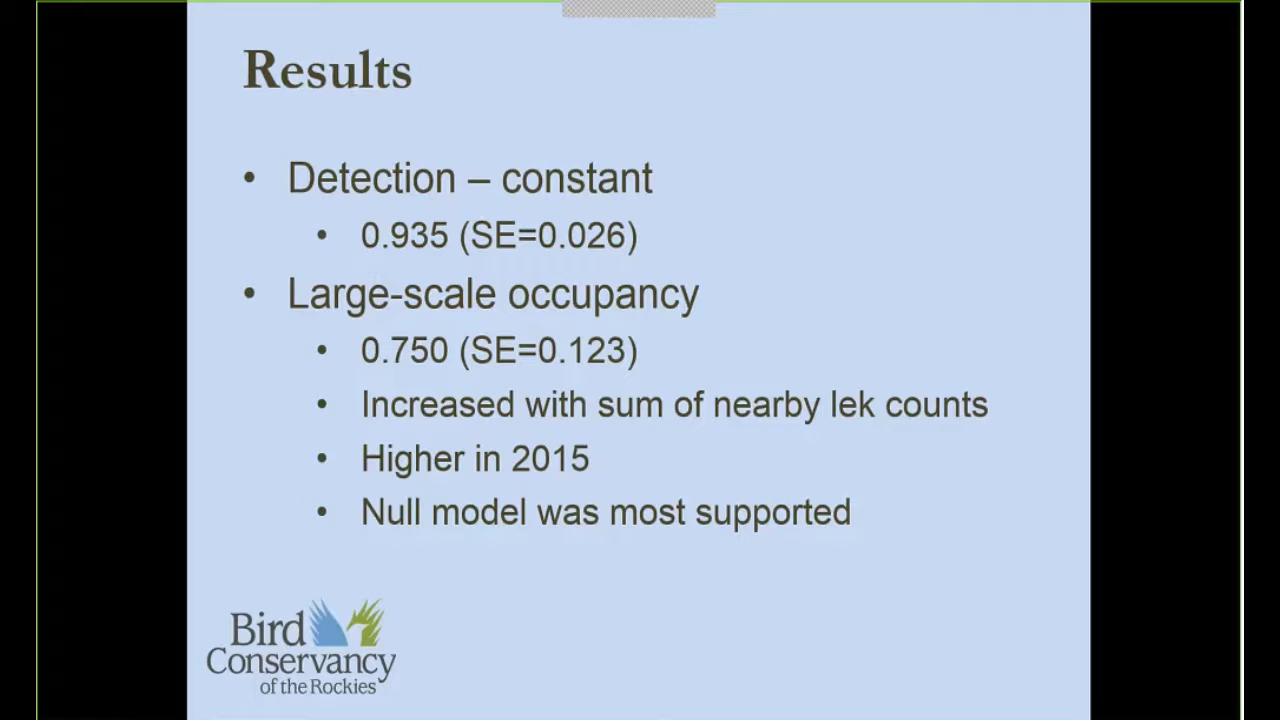 Results
• Detection – constant
• 0.935 (SE=0.026)
• Large-scale occupancy
• 0.750 (SE=0.123)
• Increased with sum of nearby lek counts
• Higher in 2015
• Null model was most supported
Bird
Conservancy
of the Rockies